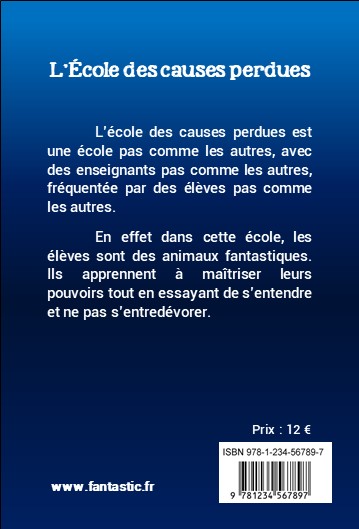 L'École des causes perdues
L'école des causes perdues est
une école pas comme les autres, avec
des enseignants pas comme les autres,
fréquentée par des élèves pas comme
les autres.
En effet dans cette école, les
élèves sont des animaux fantastiques.
Ils apprennent à maîtriser leurs
pouvoirs tout en essayant de s'entendre
et ne pas s'entredévorer.
Prix : 12 €
ISBN 978-1-234-56789-7
9 781234 567897
www.fantastic.fr